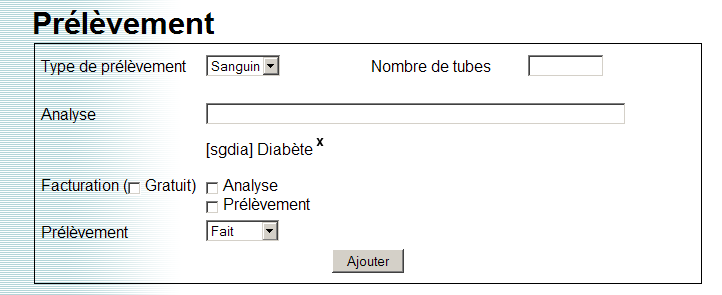 Prélèvement
Type de prélèvement Sanguin Nombre de tubes
Analyse
[sgdia] Diabète x
Facturation ( Gratuit) Analyse
Prélèvement
Prélèvement Fait
Ajouter